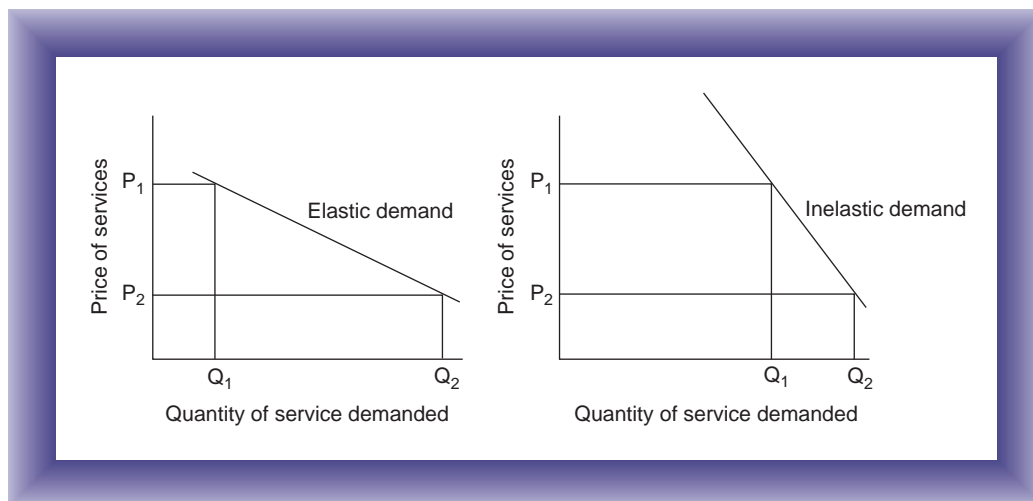 Price of services
P₁
P₂
Elastic demand
Q₁ Q₂
Quantity of service demanded
Price of services
P₁
P₂
Inelastic demand
Q₁ Q₂
Quantity of service demanded